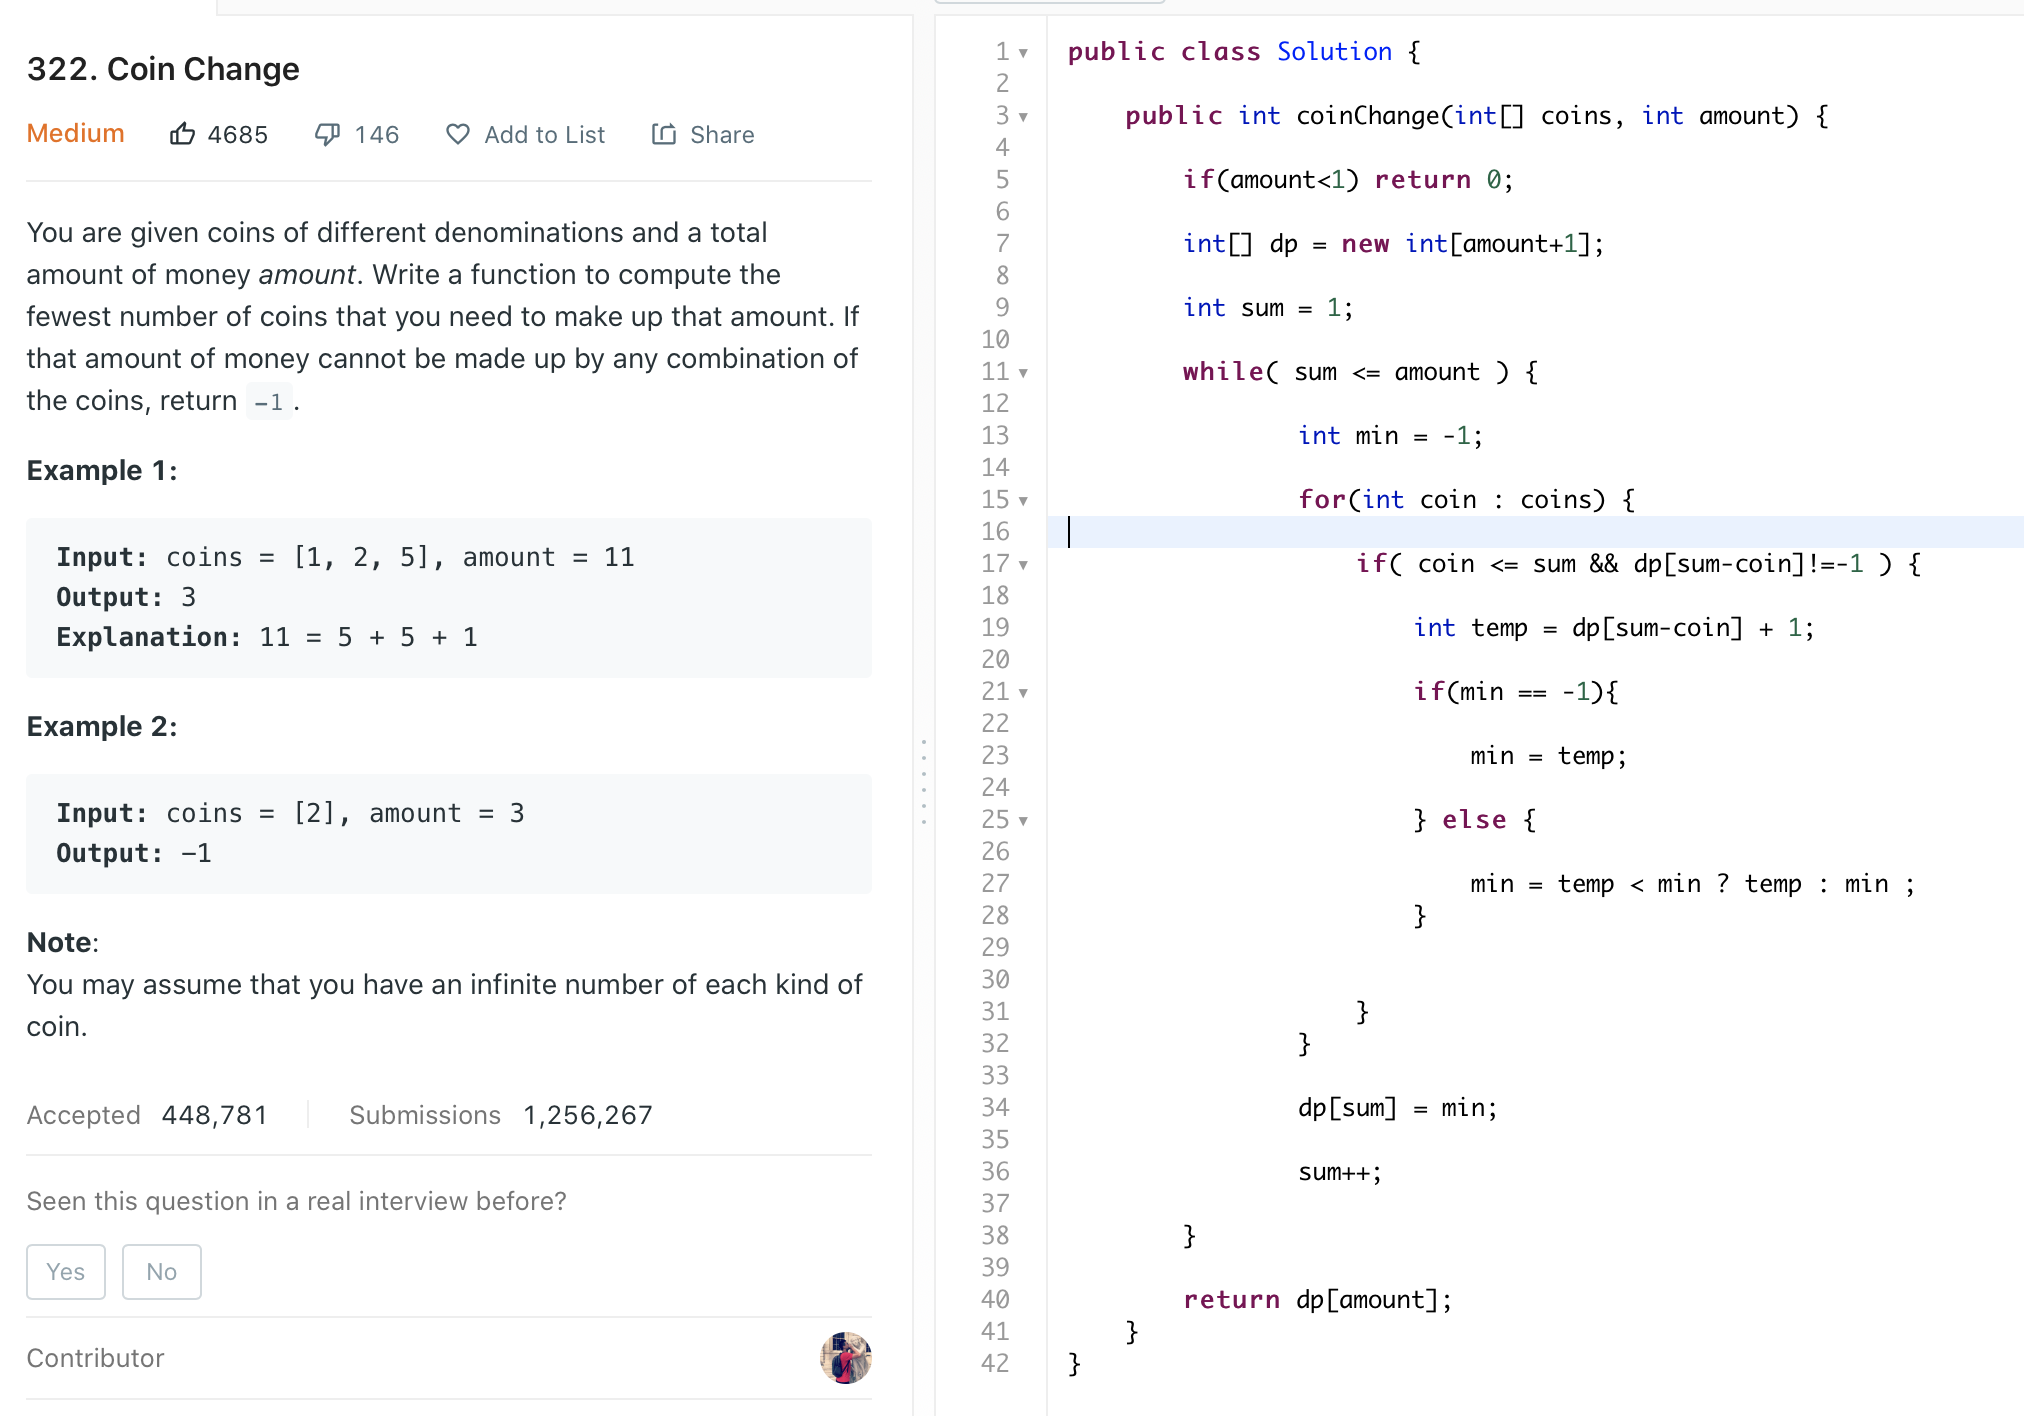 322. Coin Change
Medium 4685 146 Add to List Share
You are given coins of different denominations and a total
amount of money amount. Write a function to compute the
fewest number of coins that you need to make up that amount. If
that amount of money cannot be made up by any combination of
the coins, return -1.
Example 1:
Input: coins = [1, 2, 5], amount = 11
Output: 3
Explanation: 11 = 5 + 5 + 1
Example 2:
Input: coins = [2], amount = 3
Output: -1
Note:
You may assume that you have an infinite number of each kind of
coin.
Accepted 448,781 Submissions 1,256,267
Seen this question in a real interview before?
Yes No
Contributor
1 public class Solution {
2
3 public int coinChange(int[] coins, int amount) {
4
5 if(amount<1) return 0;
6
7 int[] dp = new int[amount+1];
8
9 int sum = 1;
10
11 while( sum <= amount ) {
12
13 int min = -1;
14
15 for(int coin : coins) {
16
17 if( coin <= sum && dp[sum-coin]!=-1 ) {
18
19 int temp = dp[sum-coin] + 1;
20
21 if(min == -1){
22
23 min = temp;
24
25 } else {
26
27 min = temp < min ? temp : min ;
28 }
29
30
31 }
32 }
33
34 dp[sum] = min;
35
36 sum++;
37
38 }
39
40 return dp[amount];
41 }
42 }